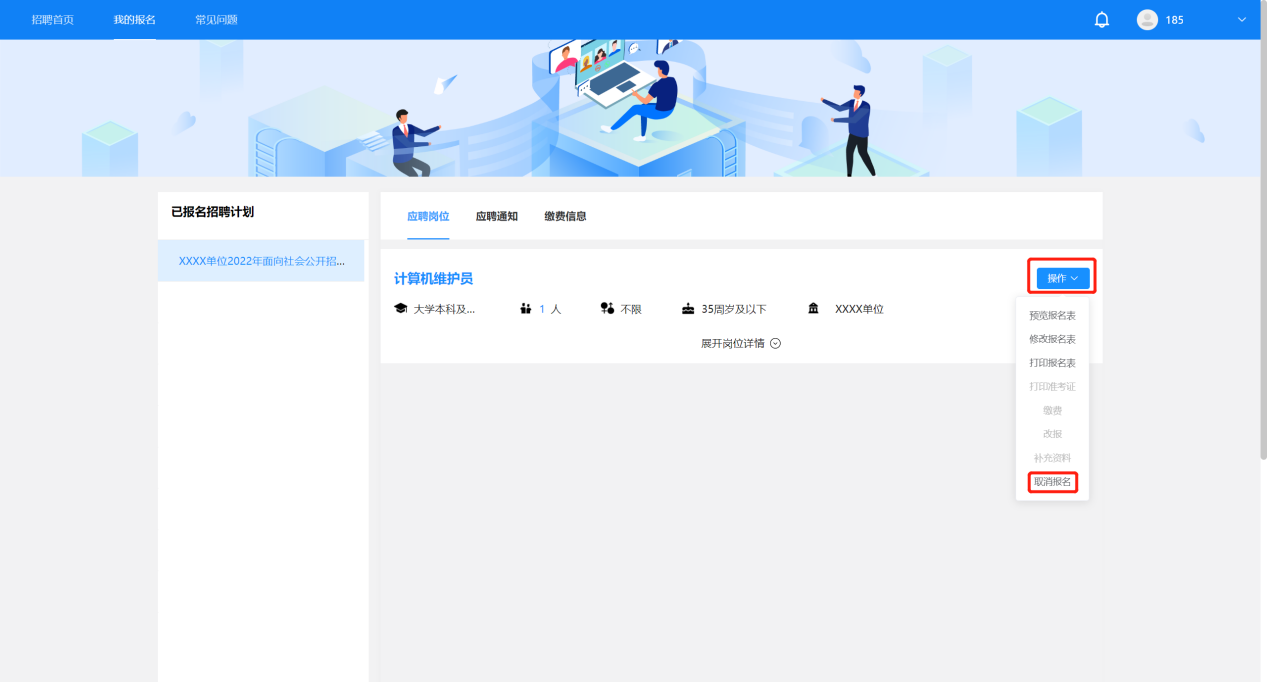 招聘首页 我的报名 常见问题 185
已报名招聘计划
XXXX单位2022年面向社会公开招...
应聘岗位 应聘通知 缴费信息
计算机维护员
操作
大学本科及... 1 人 不限 35周岁及以下 XXXX单位
展开岗位详情
预览报名表
修改报名表
打印报名表
打印准考证
缴费
改报
补充资料
取消报名